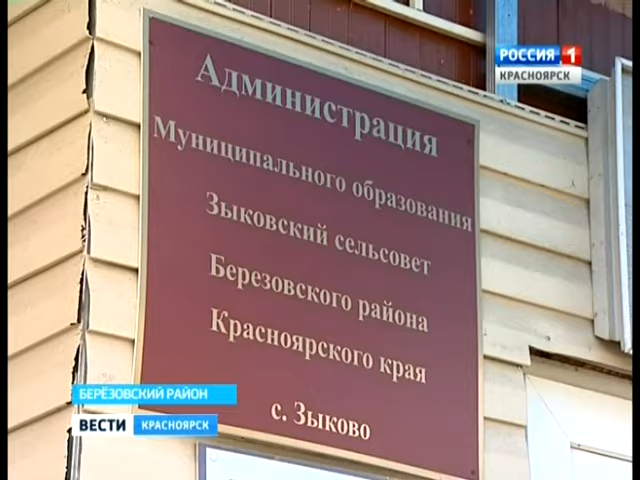 РОССИЯ 1
КРАСНОЯРСК
Администрация
Муниципального образования
Зыковский сельсовет
Березовского района
Красноярского края
с. Зыково
БЕРЁЗОВСКИЙ РАЙОН
ВЕСТИ КРАСНОЯРСК